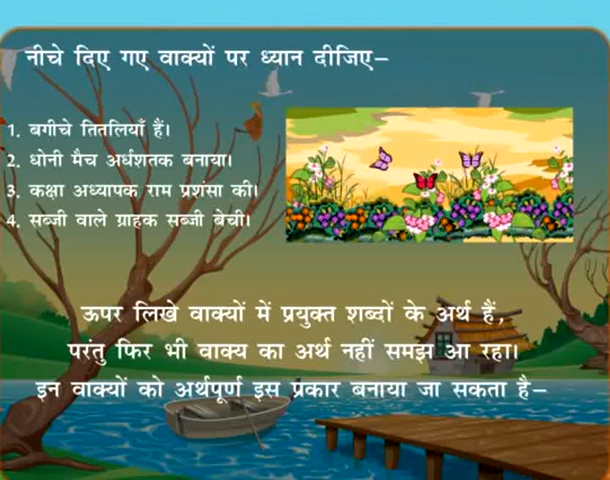 नीचे दिए गए वाक्यों पर ध्यान दीजिए–
1. बगीचे तितलियाँ हैं।
2. धोनी मैच अर्धशतक बनाया।
3. कक्षा अध्यापक राम प्रशंसा की।
4. सब्जी वाले ग्राहक सब्जी बेची।
ऊपर लिखे वाक्यों में प्रयुक्त शब्दों के अर्थ हैं,
परंतु फिर भी वाक्य का अर्थ नहीं समझ आ रहा।
इन वाक्यों को अर्थपूर्ण इस प्रकार बनाया जा सकता है–